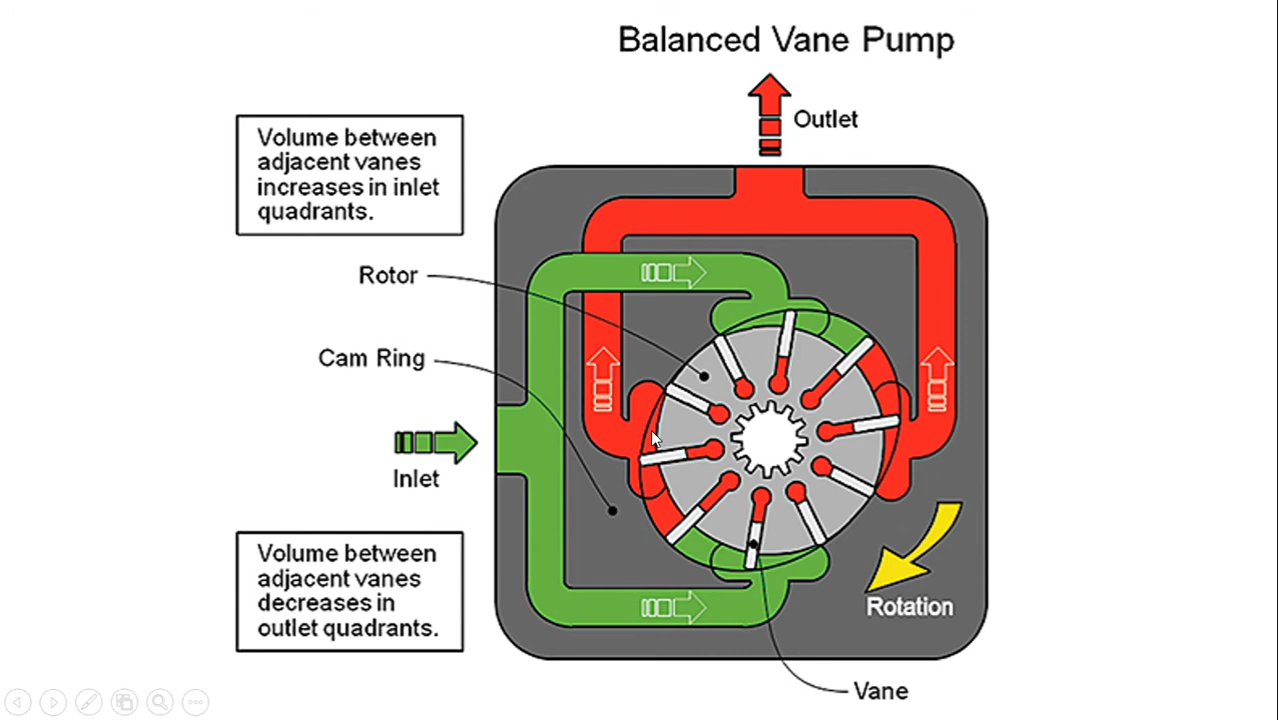 Balanced Vane Pump
Outlet
Volume between
adjacent vanes
increases in inlet
quadrants.
Rotor
Cam Ring
Inlet
Volume between
adjacent vanes
decreases in
outlet quadrants.
Rotation
Vane